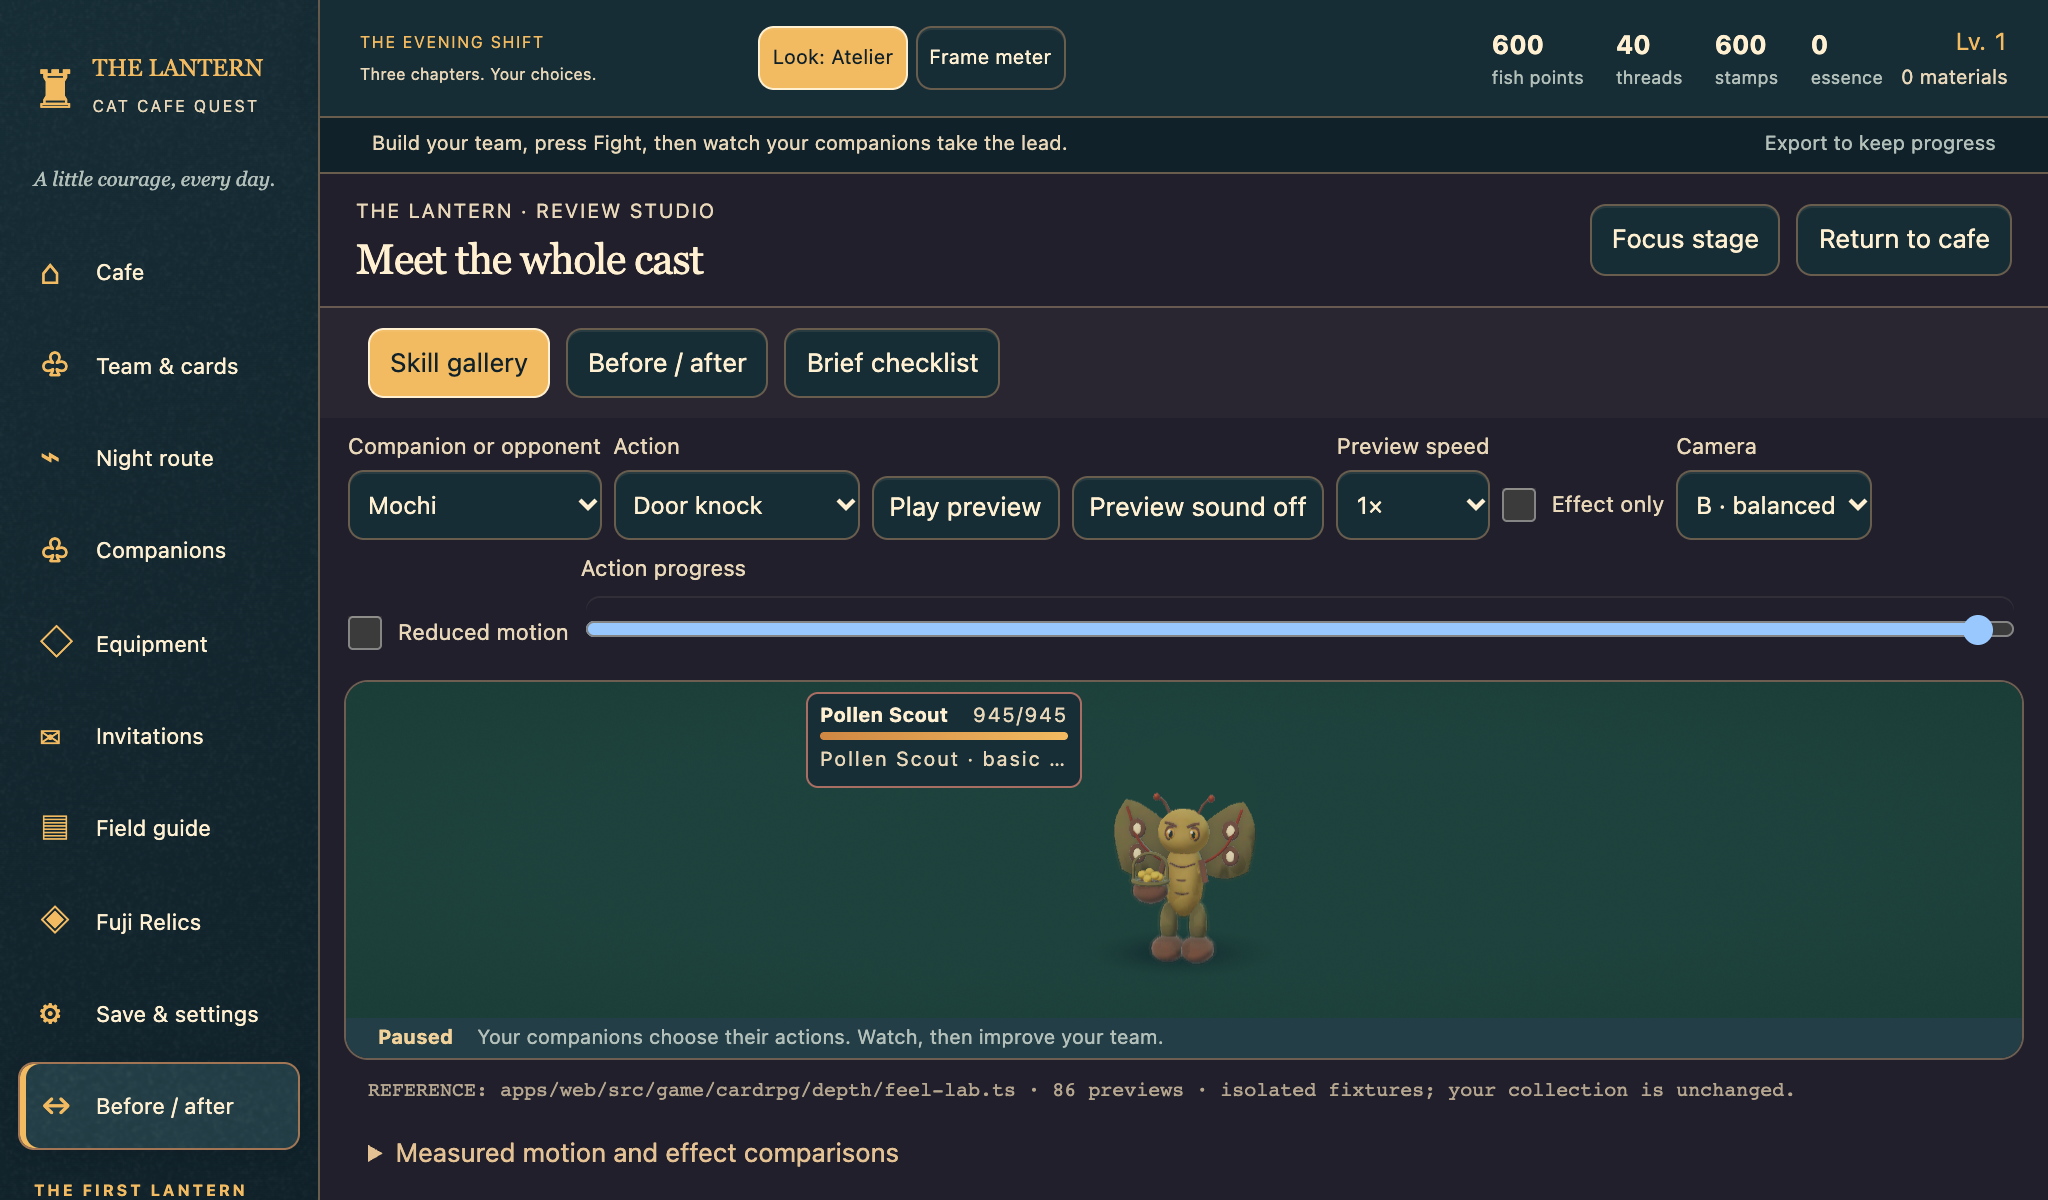 THE LANTERN
CAT CAFE QUEST
A little courage, every day.
Cafe
Team & cards
Night route
Companions
Equipment
Invitations
Field guide
Fuji Relics
Save & settings
Before / after
THE FIRST LANTERN
THE EVENING SHIFT
Three chapters. Your choices.
Look: Atelier
Frame meter
600
fish points
40
threads
600
stamps
0
essence
Lv. 1
0 materials
Build your team, press Fight, then watch your companions take the lead.
Export to keep progress
THE LANTERN · REVIEW STUDIO
Meet the whole cast
Focus stage
Return to cafe
Skill gallery
Before / after
Brief checklist
Companion or opponent
Mochi
Action
Door knock
Play preview
Preview sound off
Preview speed
1×
Effect only
Camera
B · balanced
Reduced motion
Action progress
Pollen Scout 945/945
Pollen Scout · basic ...
Paused Your companions choose their actions. Watch, then improve your team.
REFERENCE: apps/web/src/game/cardrpg/depth/feel-lab.ts · 86 previews · isolated fixtures; your collection is unchanged.
Measured motion and effect comparisons